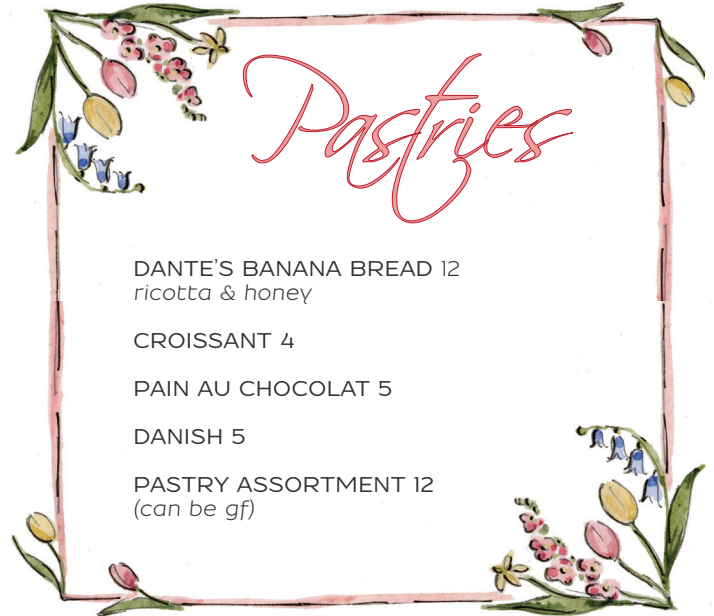 Pastries
DANTE'S BANANA BREAD 12
ricotta & honey
CROISSANT 4
PAIN AU CHOCOLAT 5
DANISH 5
PASTRY ASSORTMENT 12
(can be gf)